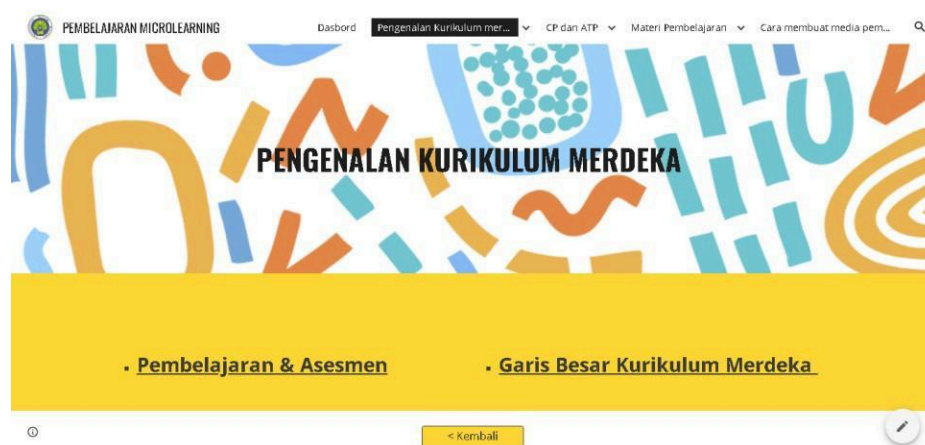 PEMBELAJARAN MICROLEARNING
Dasbord
Pengenalan Kurikulum mer...
CP dan ATP
Materi Pembelajaran
Cara membuat media pem...
PENGENALAN KURIKULUM MERDEKA
Pembelajaran & Asesmen
Garis Besar Kurikulum Merdeka
< Kembali